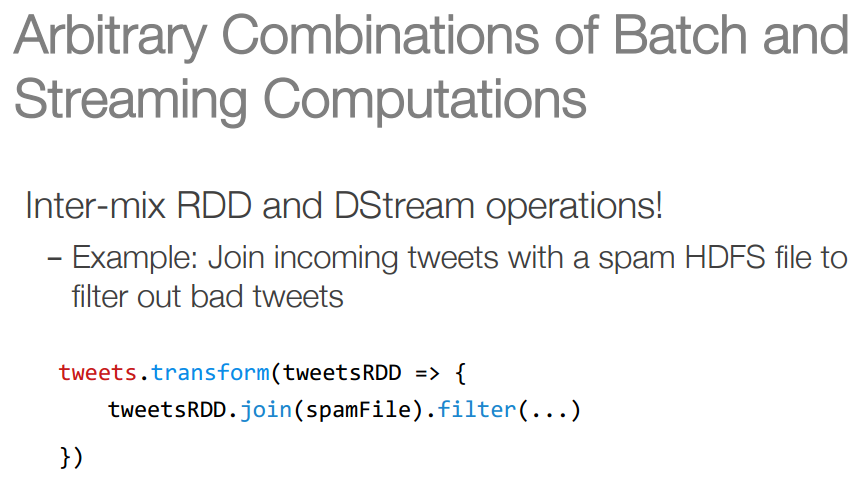 Arbitrary Combinations of Batch and
Streaming Computations
Inter-mix RDD and DStream operations!
– Example: Join incoming tweets with a spam HDFS file to
filter out bad tweets
tweets.transform(tweetsRDD => {
tweetsRDD.join(spamFile).filter(...)
})